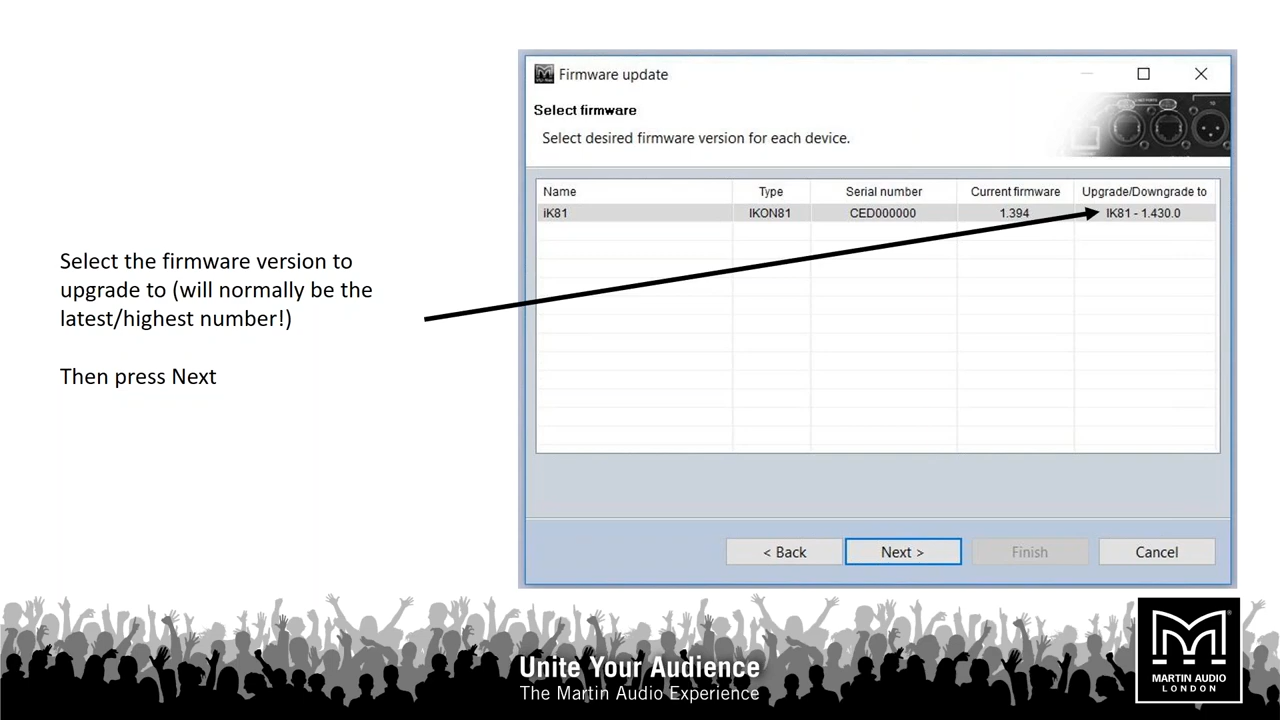 Firmware update
Select firmware
Select desired firmware version for each device.
Name Type Serial number Current firmware Upgrade/Downgrade to
iK81 IKON81 CED000000 1.394 IK81 - 1.430.0
Select the firmware version to
upgrade to (will normally be the
latest/highest number!)
Then press Next
< Back Next > Finish Cancel
Unite Your Audience
The Martin Audio Experience
MARTIN AUDIO
LONDON